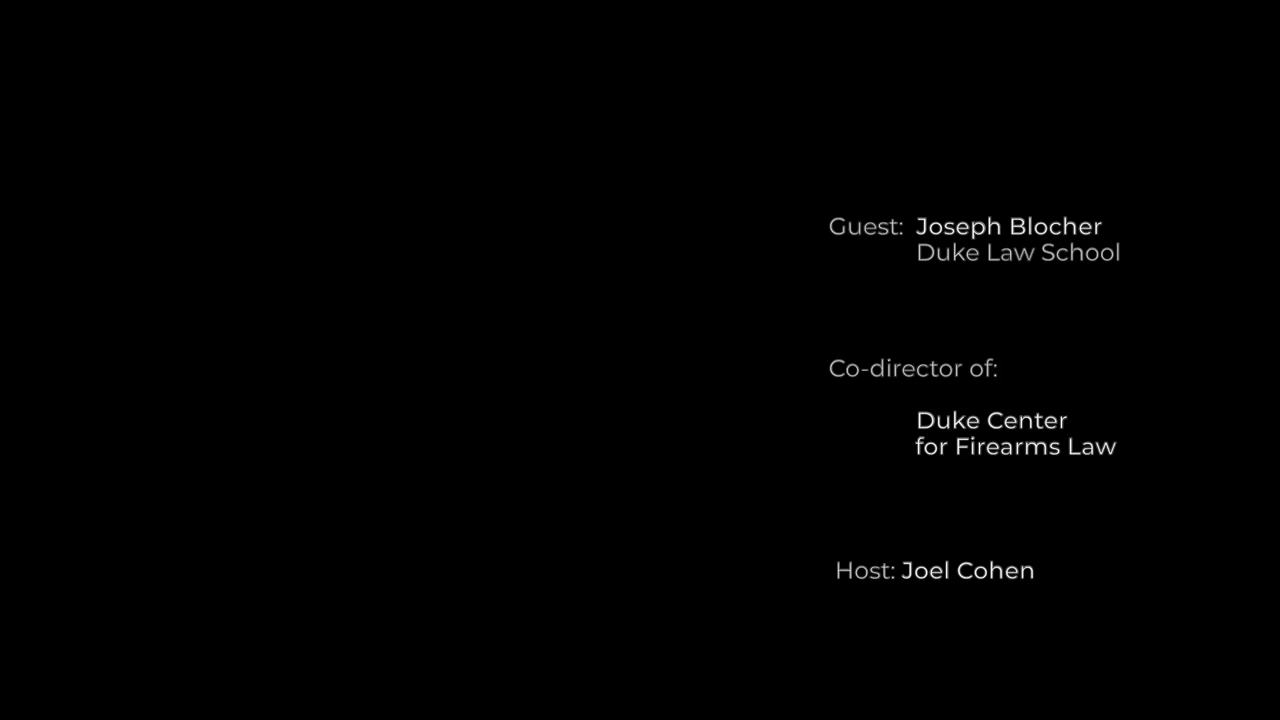 Guest: Joseph Blocher
Duke Law School
Co-director of:
Duke Center
for Firearms Law
Host: Joel Cohen